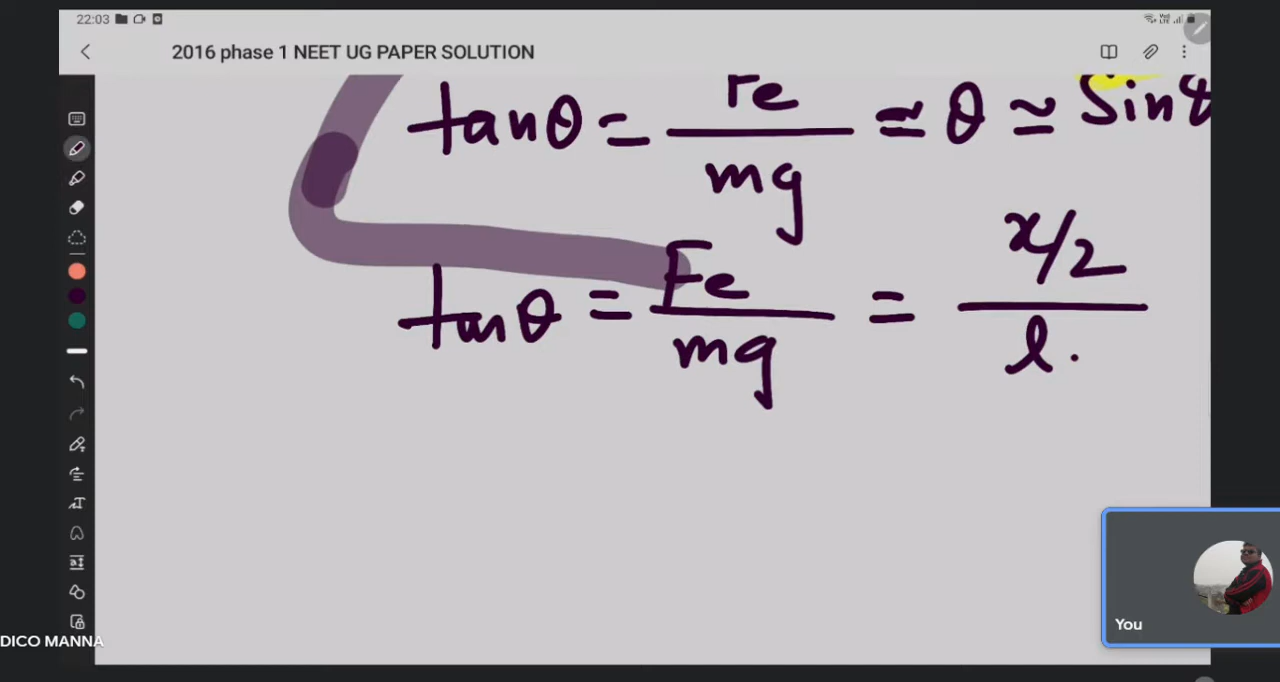 22:03
2016 phase 1 NEET UG PAPER SOLUTION
tanθ = Fe/mg ≃ θ ≃ Sinθ
tanθ = Fe/mg = x/2/l.
You
DICO MANNA